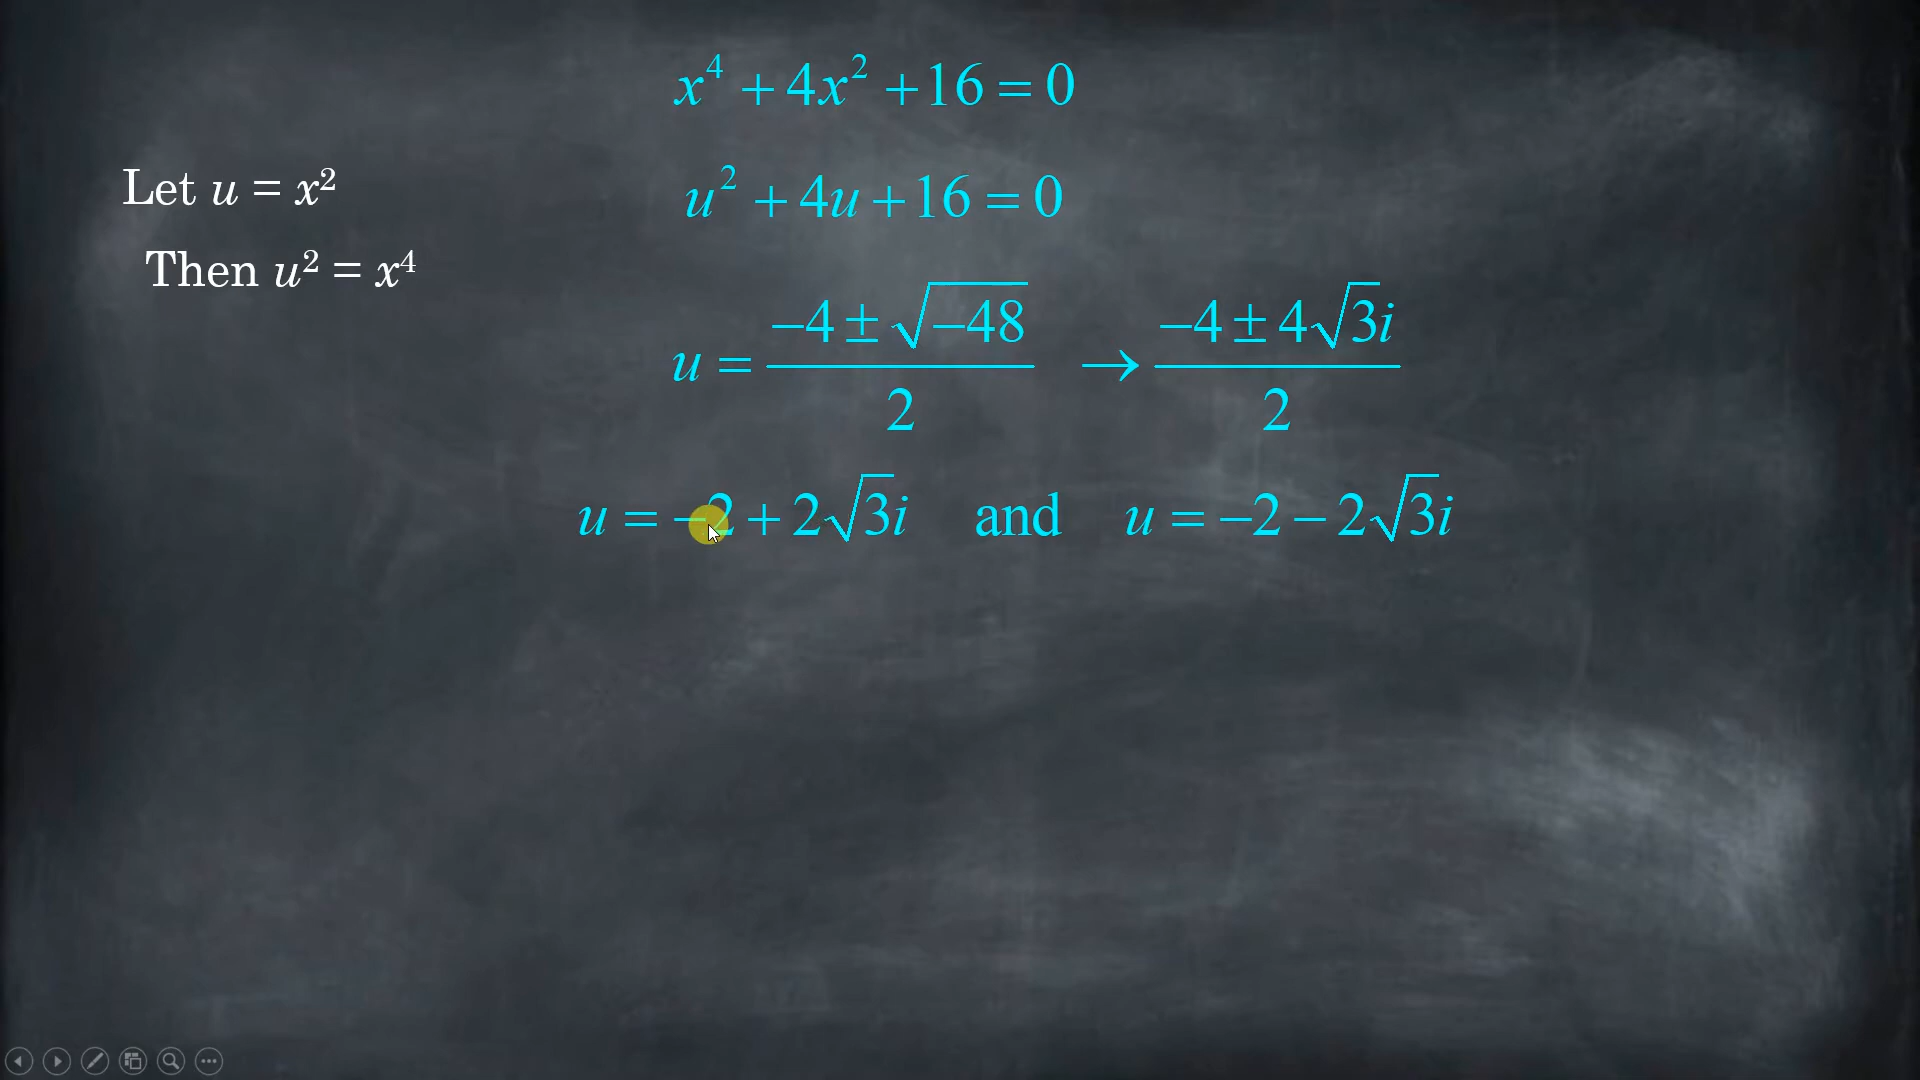 x⁴ + 4x² + 16 = 0
Let u = x²
u² + 4u + 16 = 0
Then u² = x⁴
u = (−4 ± √(−48))/2 → (−4 ± 4√3i)/2
u = −2 + 2√3i and u = −2 − 2√3i